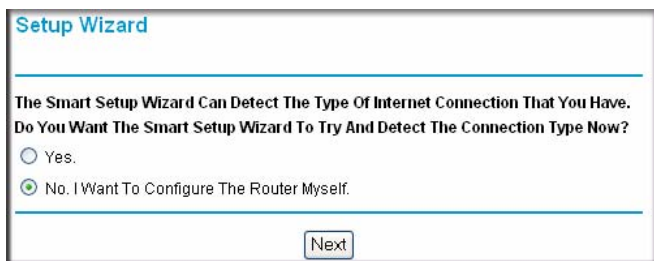 Setup Wizard
The Smart Setup Wizard Can Detect The Type Of Internet Connection That You Have.
Do You Want The Smart Setup Wizard To Try And Detect The Connection Type Now?
Yes.
No. I Want To Configure The Router Myself.
Next